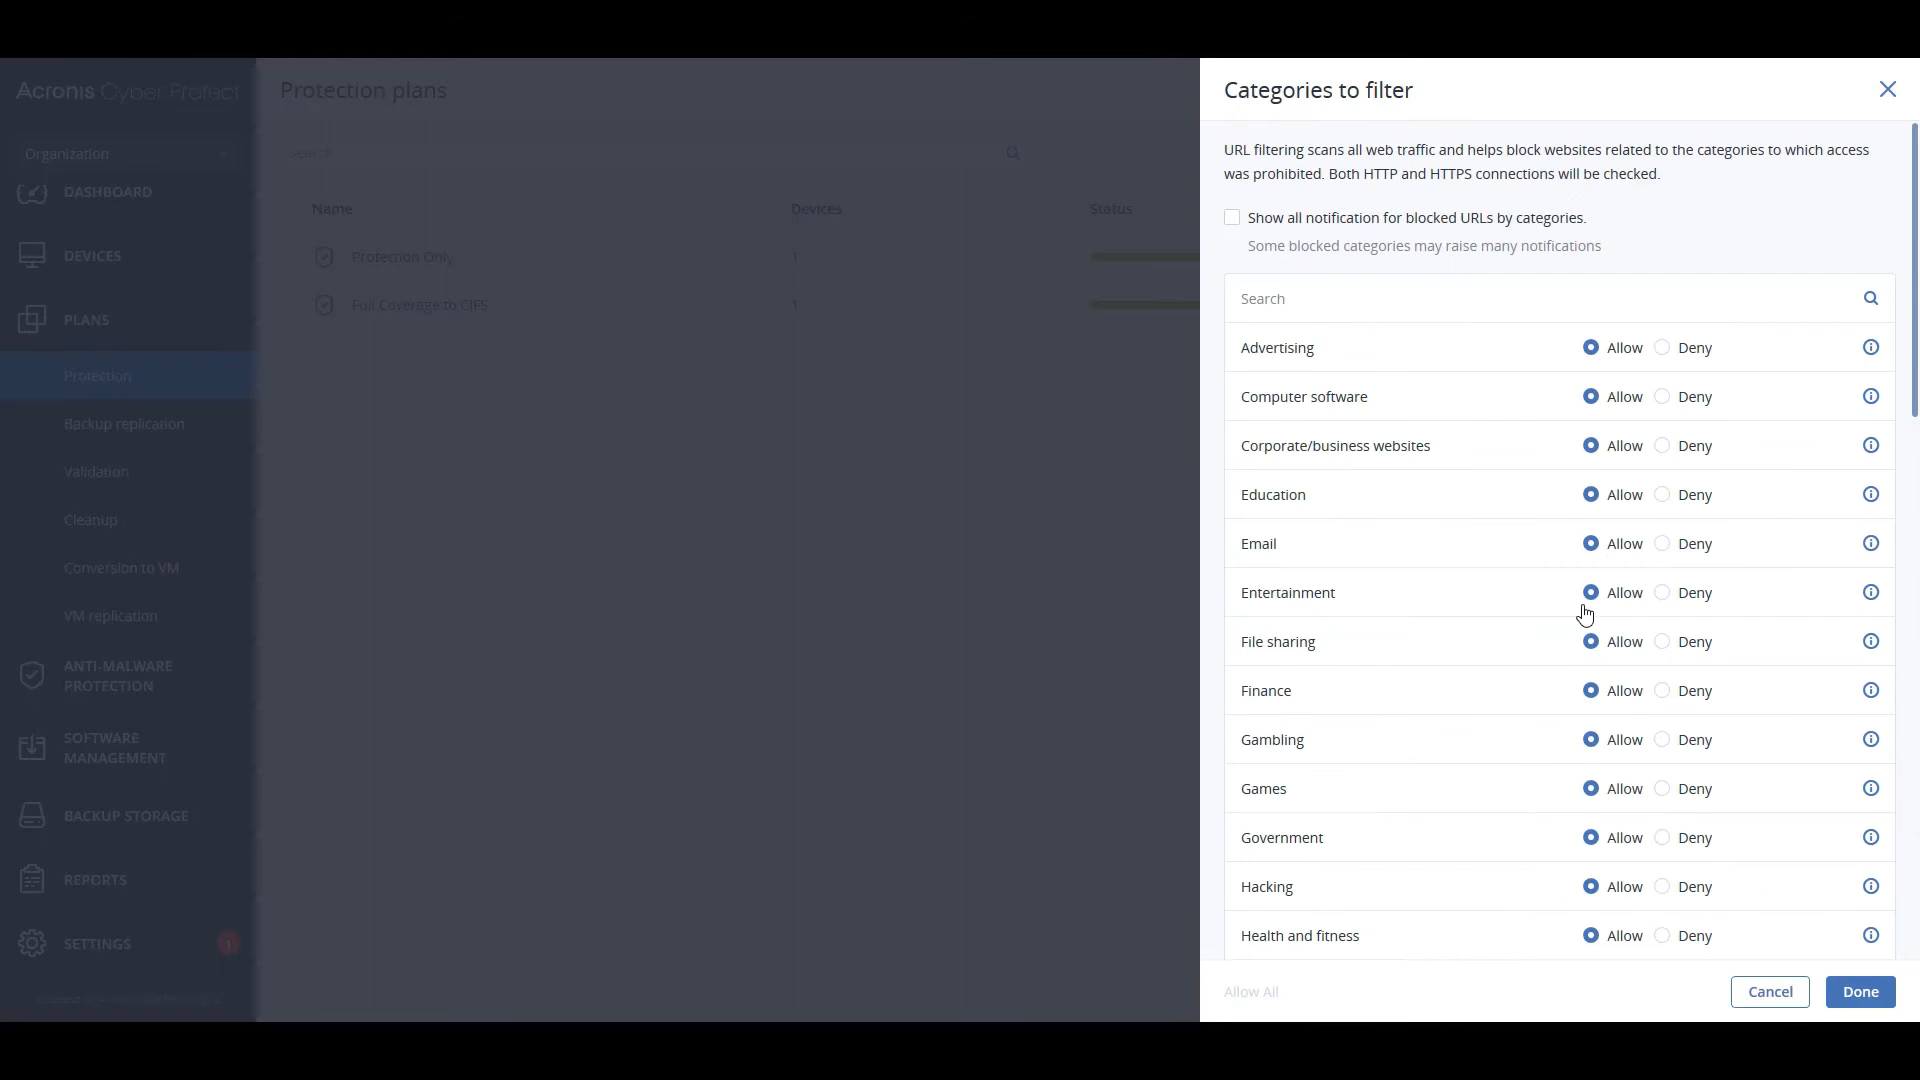 Acronis Cyber Protect
Organization
DASHBOARD
DEVICES
PLANS
Protection
Backup replication
Validation
Cleanup
Conversion to VM
VM replication
ANTI-MALWARE
PROTECTION
SOFTWARE
MANAGEMENT
BACKUP STORAGE
REPORTS
SETTINGS 1
Protection plans
Search
Name Devices Status
Protection Only 1
Full Coverage to CIFS 1
Categories to filter
URL filtering scans all web traffic and helps block websites related to the categories to which access
was prohibited. Both HTTP and HTTPS connections will be checked.
Show all notification for blocked URLs by categories.
Some blocked categories may raise many notifications
Search
Advertising Allow Deny
Computer software Allow Deny
Corporate/business websites Allow Deny
Education Allow Deny
Email Allow Deny
Entertainment Allow Deny
File sharing Allow Deny
Finance Allow Deny
Gambling Allow Deny
Games Allow Deny
Government Allow Deny
Hacking Allow Deny
Health and fitness Allow Deny
Allow All Cancel Done